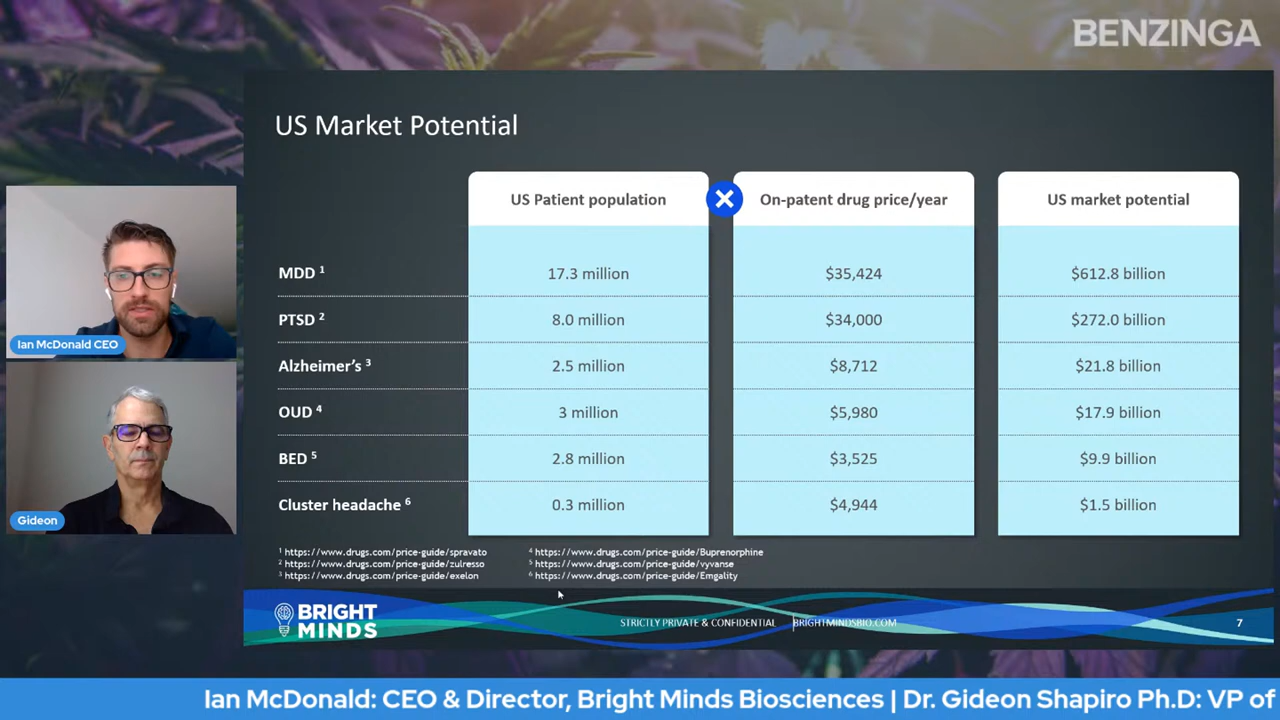 BENZINGA
US Market Potential
US Patient population
On-patent drug price/year
US market potential
MDD 1 17.3 million $35,424 $612.8 billion
PTSD 2 8.0 million $34,000 $272.0 billion
Alzheimer's 3 2.5 million $8,712 $21.8 billion
OUD 4 3 million $5,980 $17.9 billion
BED 5 2.8 million $3,525 $9.9 billion
Cluster headache 6 0.3 million $4,944 $1.5 billion
1 https://www.drugs.com/price-guide/spravato
2 https://www.drugs.com/price-guide/zulresso
3 https://www.drugs.com/price-guide/exelon
4 https://www.drugs.com/price-guide/Buprenorphine
5 https://www.drugs.com/price-guide/vyvanse
6 https://www.drugs.com/price-guide/Emgality
BRIGHT
MINDS
STRICTLY PRIVATE & CONFIDENTIAL | BRIGHTMINDSBIO.COM
7
Ian McDonald CEO
Gideon
Ian McDonald: CEO & Director, Bright Minds Biosciences | Dr. Gideon Shapiro Ph.D: VP of